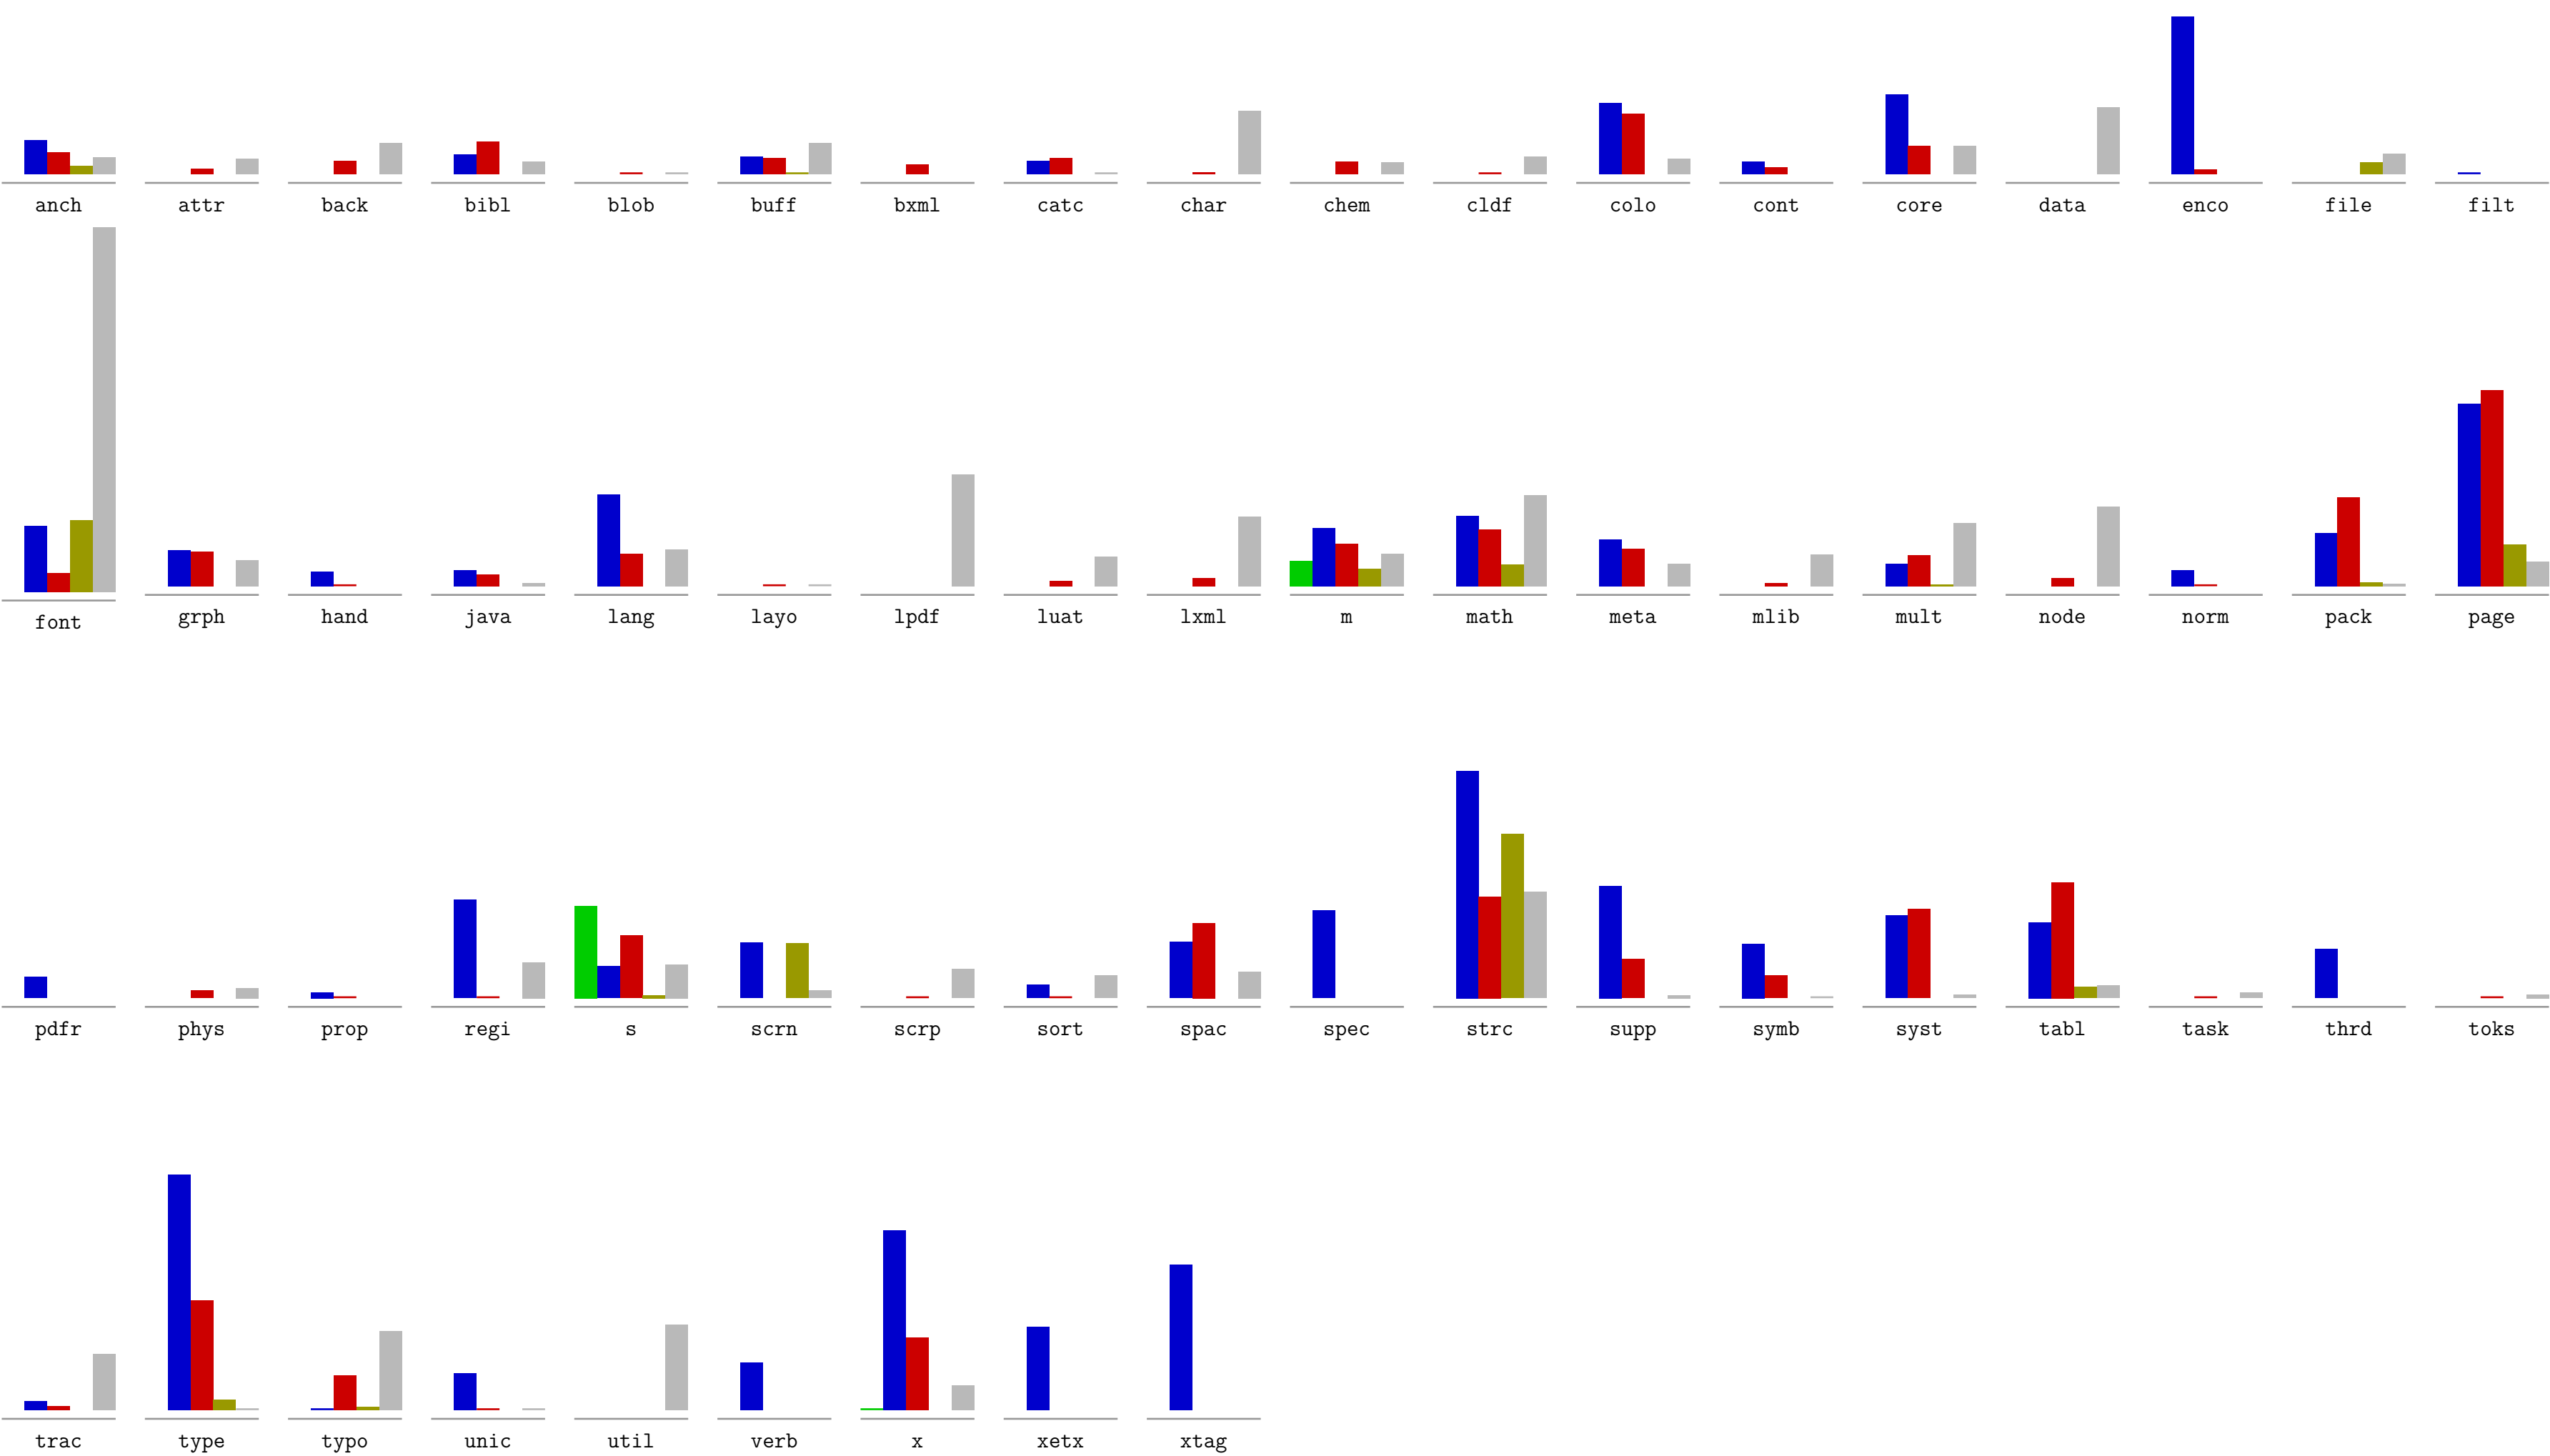 anch attr back bibl blob buff bxml catc char chem cldf colo cont core data enco file filt
font grph hand java lang layo lpdf luat lxml m math meta mlib mult node norm pack page
pdfr phys prop regi s scrn scrp sort spac spec strc supp symb syst tabl task thrd toks
trac type typo unic util verb x xetx xtag